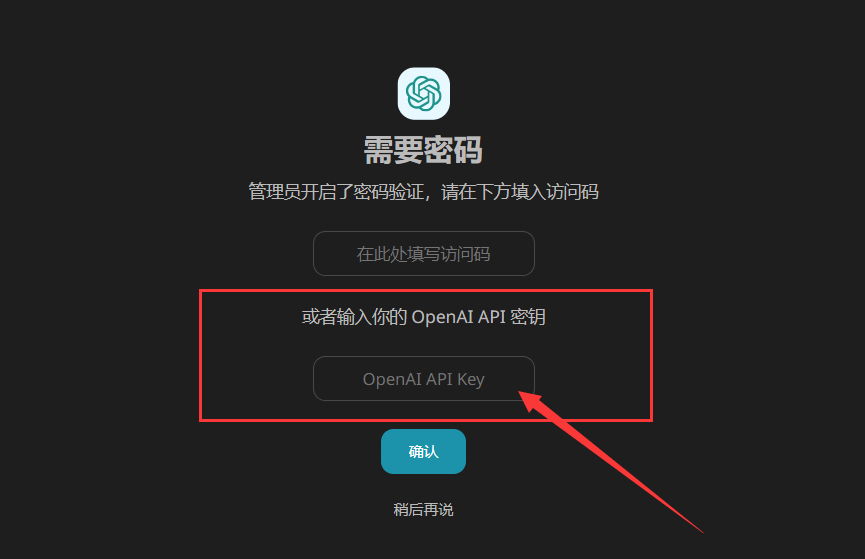 需要密码
管理员开启了密码验证，请在下方填入访问码
在此处填写访问码
或者输入你的 OpenAI API 密钥
OpenAI API Key
确认
稍后再说